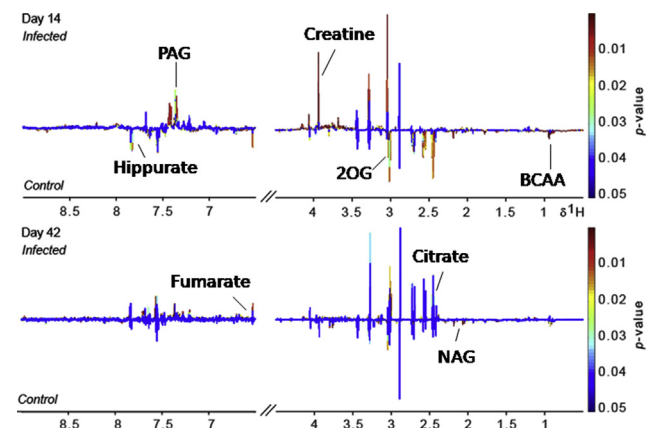 Day 14
Infected
PAG
Creatine
Hippurate
2OG
BCAA
Control
8.5 8 7.5 7 // 4 3.5 3 2.5 2 1.5 1 δ¹H
0.01
0.02
0.03
0.04
0.05
p-value
Day 42
Infected
Fumarate
Citrate
NAG
Control
8.5 8 7.5 7 // 4 3.5 3 2.5 2 1.5 1
0.01
0.02
0.03
0.04
0.05
p-value